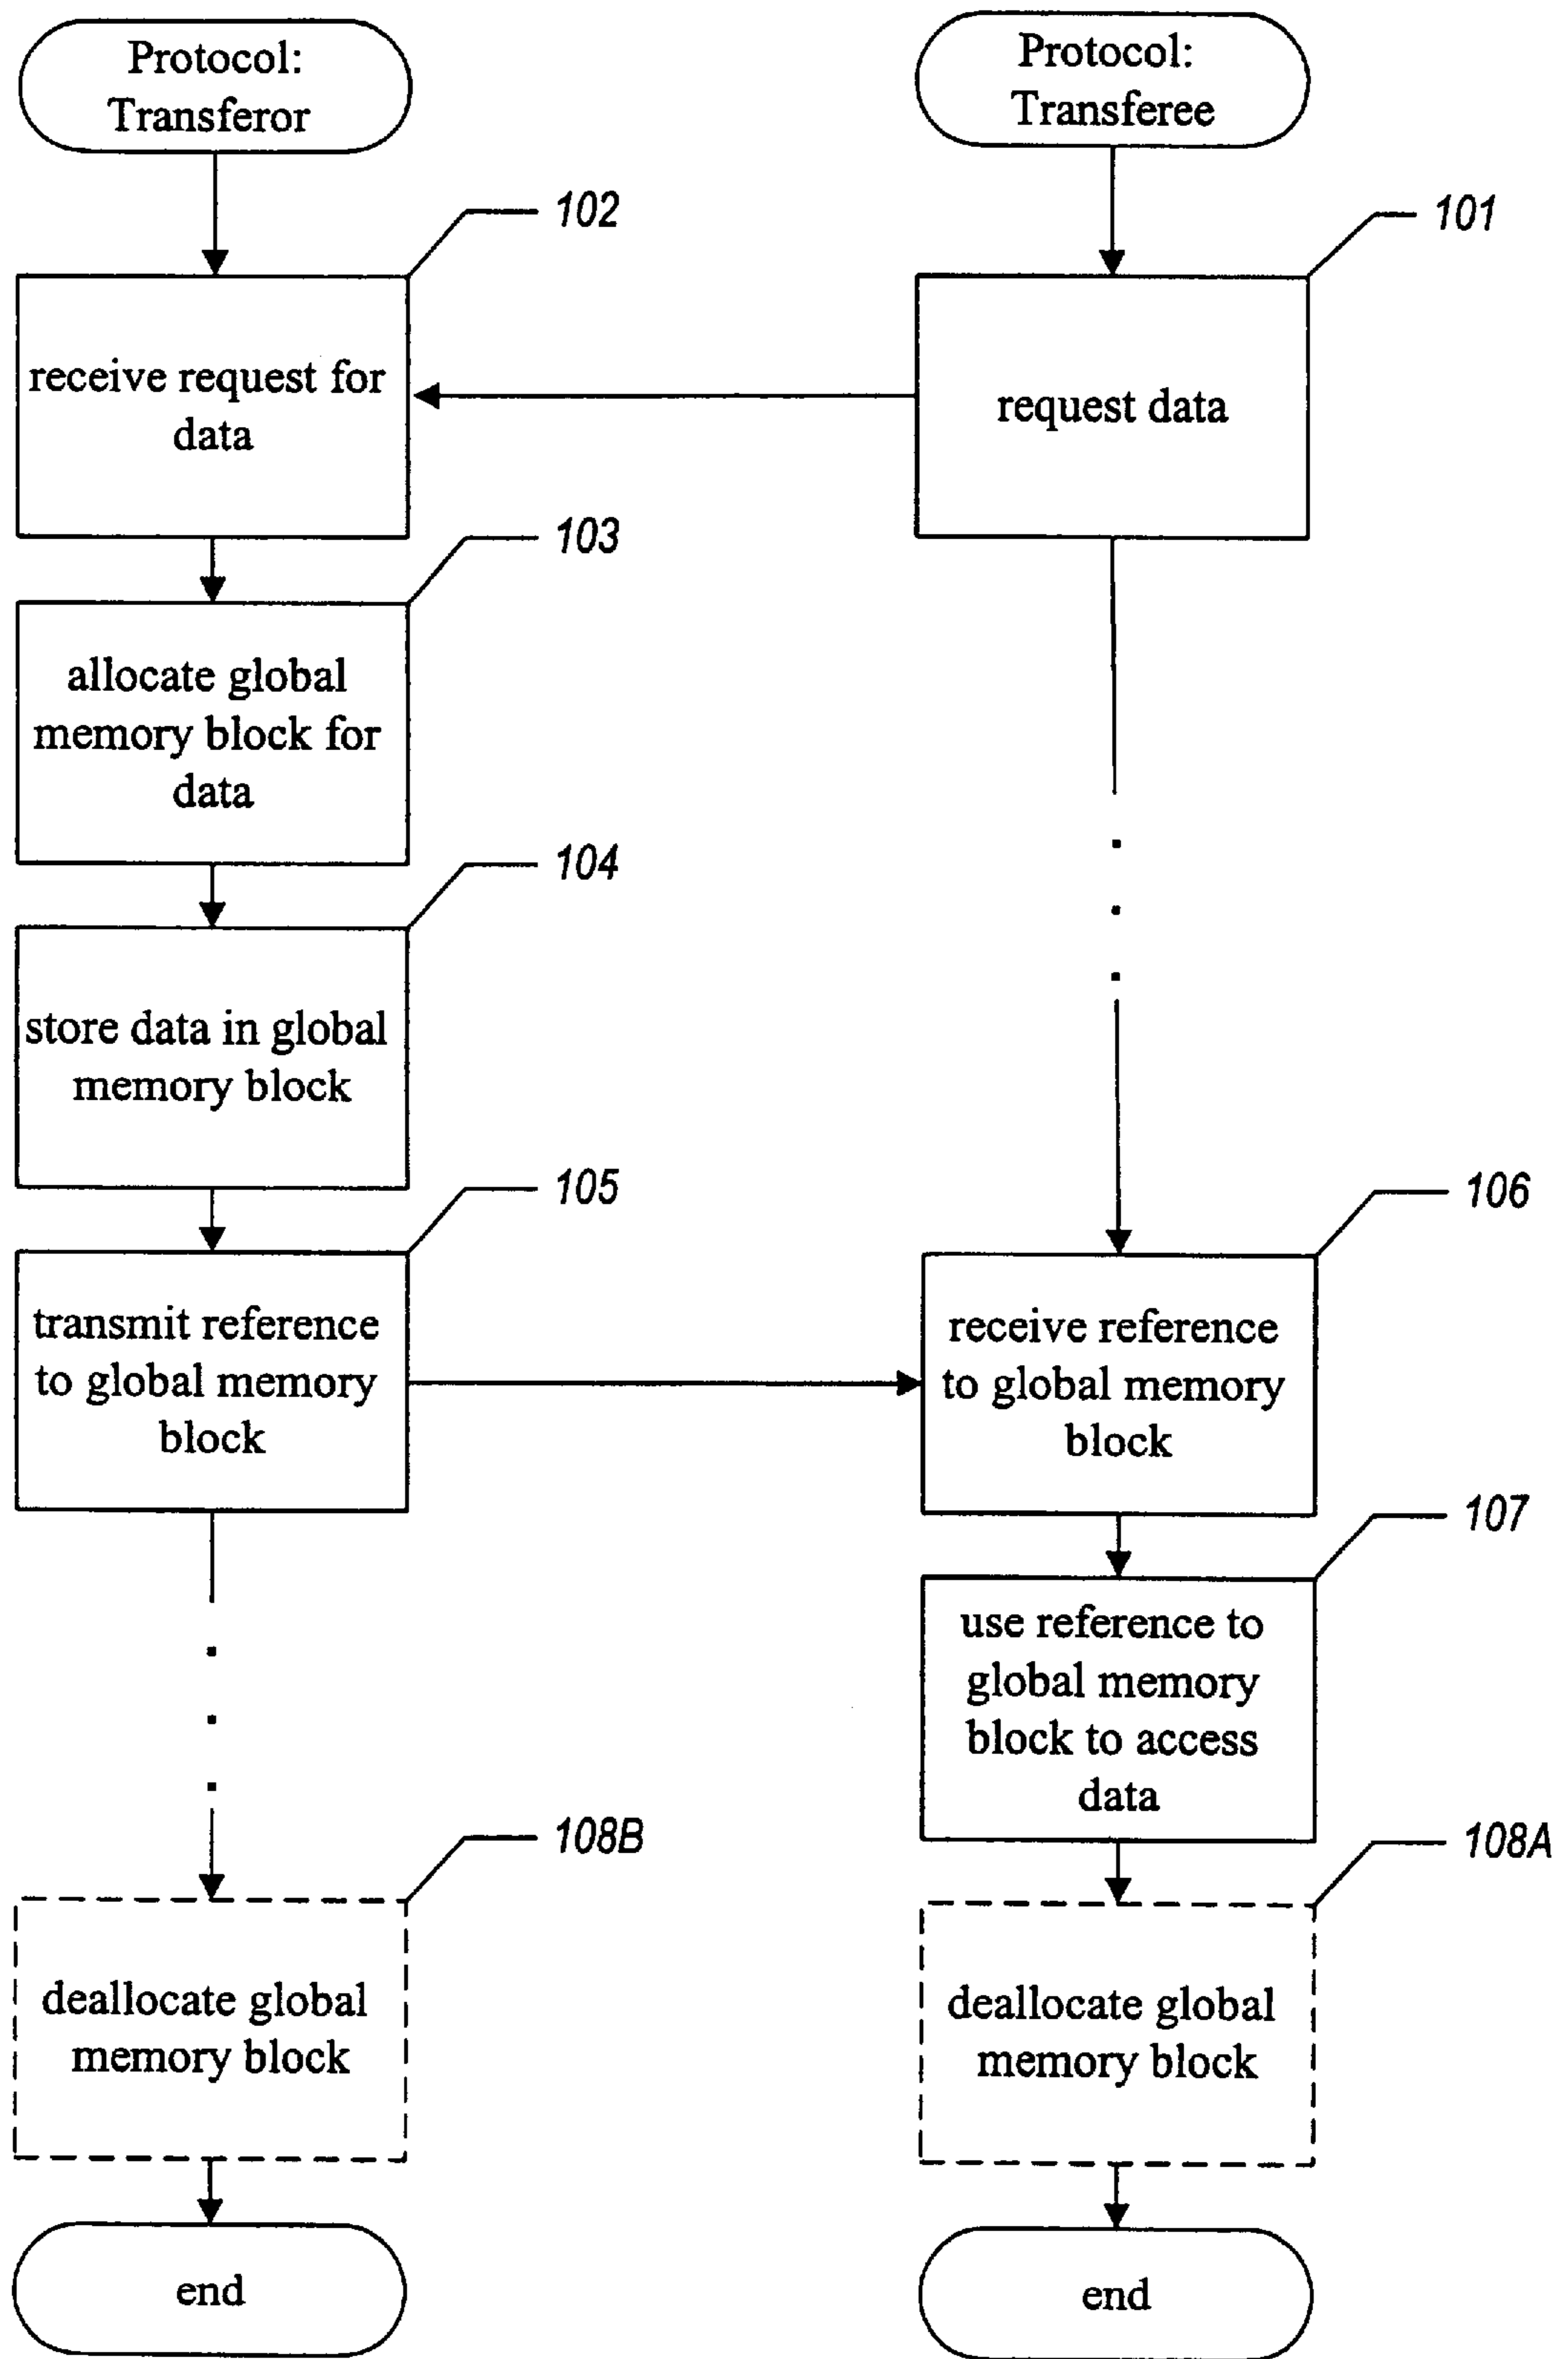 Protocol:
Transferor
102
receive request for
data
103
allocate global
memory block for
data
104
store data in global
memory block
105
transmit reference
to global memory
block
108B
deallocate global
memory block
end
Protocol:
Transferee
101
request data
106
receive reference
to global memory
block
107
use reference to
global memory
block to access
data
108A
deallocate global
memory block
end